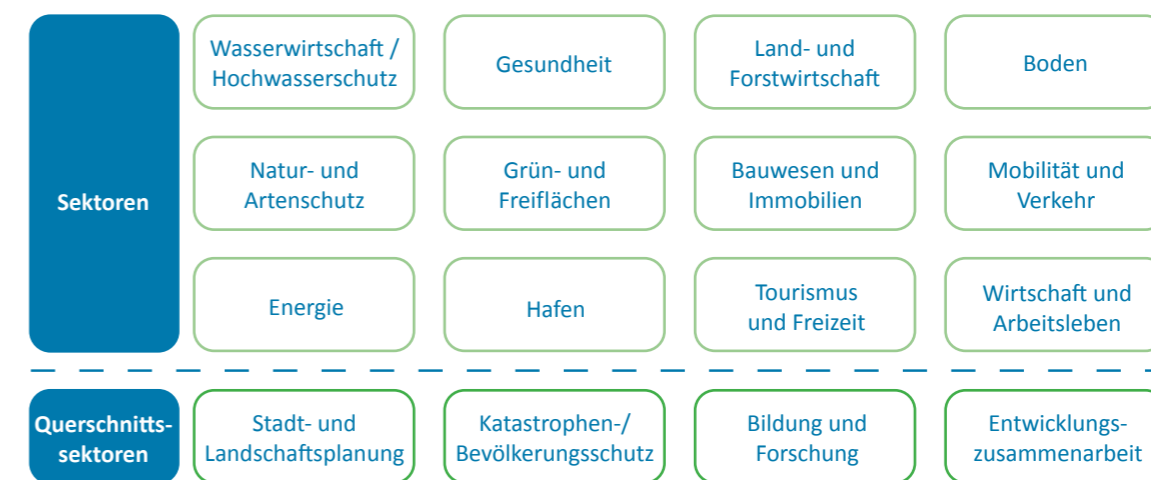 Sektoren
Wasserwirtschaft /
Hochwasserschutz
Gesundheit
Land- und
Forstwirtschaft
Boden
Natur- und
Artenschutz
Grün- und
Freiflächen
Bauwesen und
Immobilien
Mobilität und
Verkehr
Energie
Hafen
Tourismus
und Freizeit
Wirtschaft und
Arbeitsleben
Querschnitts-
sektoren
Stadt- und
Landschaftsplanung
Katastrophen-/
Bevölkerungsschutz
Bildung und
Forschung
Entwicklungs-
zusammenarbeit